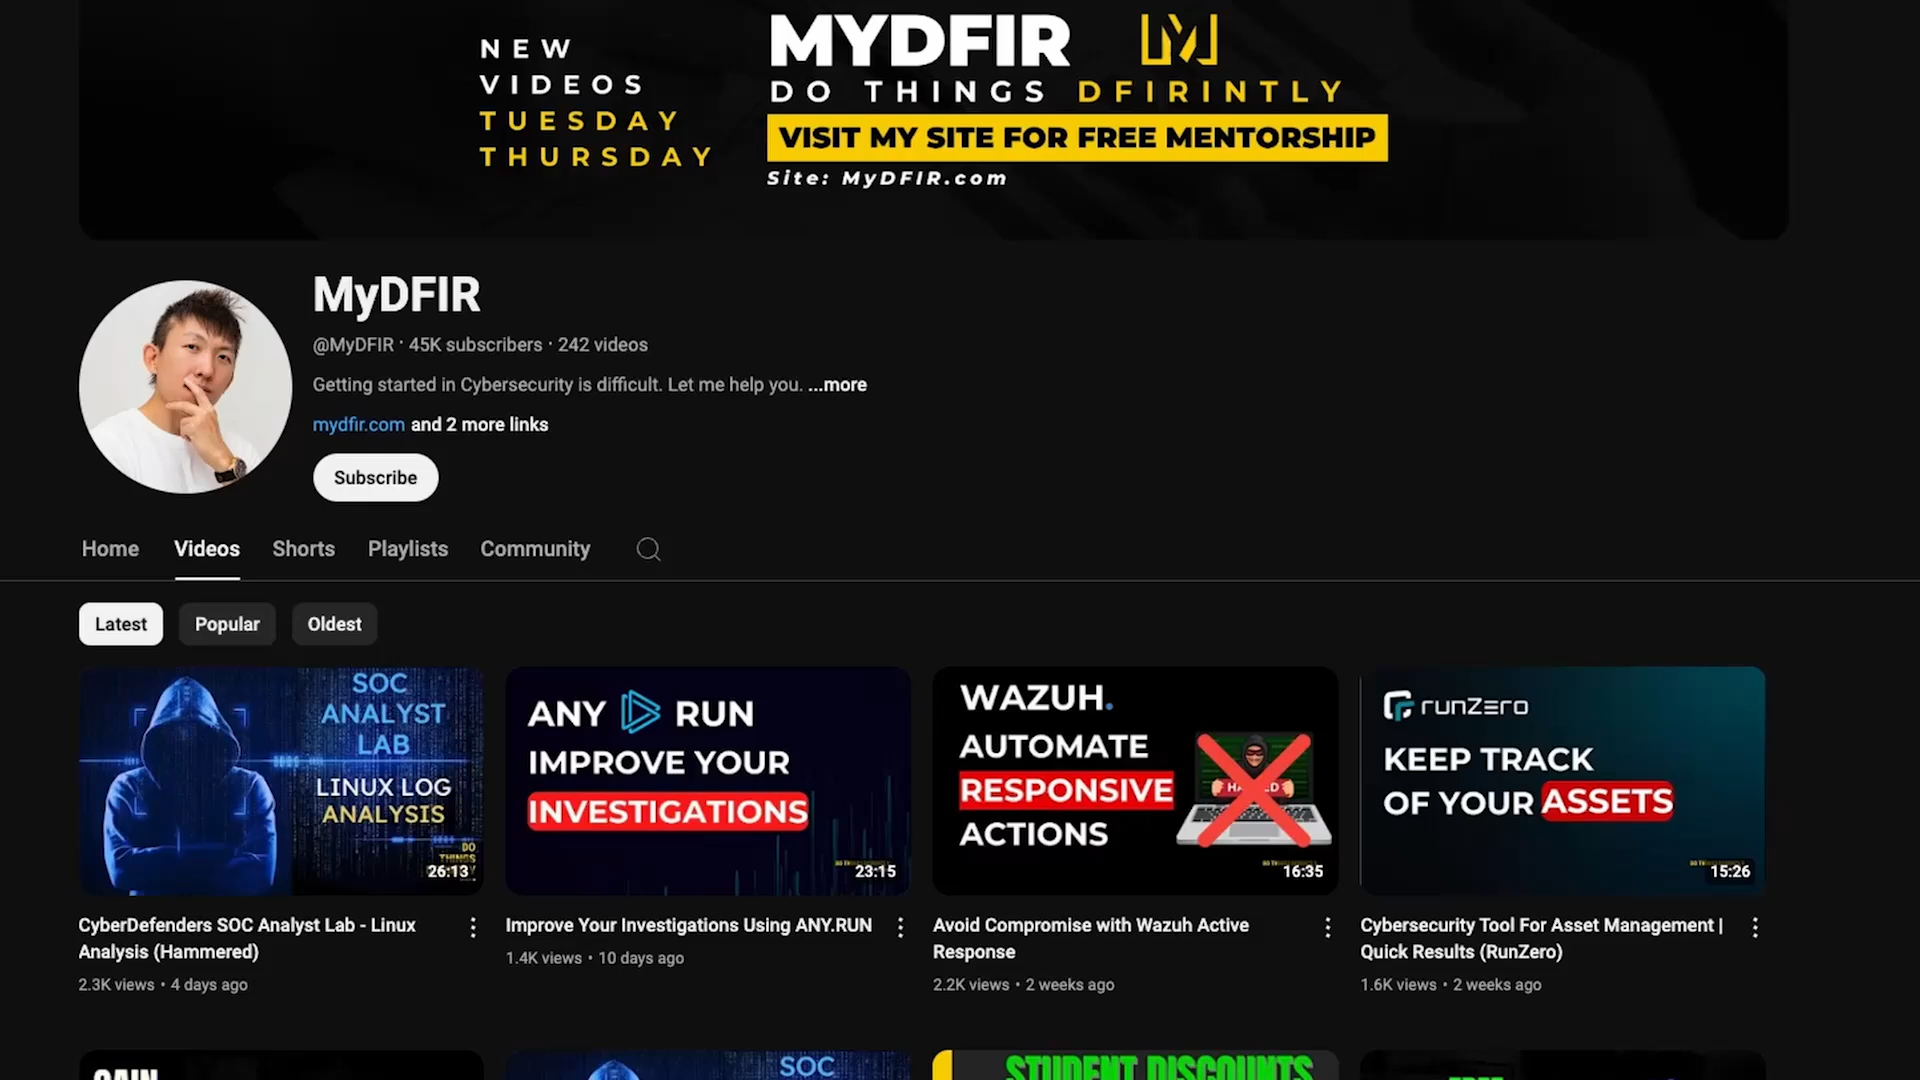 NEW
VIDEOS
TUESDAY
THURSDAY
MYDFIR
DO THINGS DFIRINTLY
VISIT MY SITE FOR FREE MENTORSHIP
Site: MyDFIR.com
MyDFIR
@MyDFIR · 45K subscribers · 242 videos
Getting started in Cybersecurity is difficult. Let me help you. ...more
mydfir.com and 2 more links
Subscribe
Home Videos Shorts Playlists Community
Latest Popular Oldest
SOC
ANALYST
LAB
LINUX LOG
ANALYSIS
DO
THINGS
26:13
ANY RUN
IMPROVE YOUR
INVESTIGATIONS
23:15
WAZUH.
AUTOMATE
RESPONSIVE
ACTIONS
16:35
runZero
KEEP TRACK
OF YOUR ASSETS
15:26
CyberDefenders SOC Analyst Lab - Linux
Analysis (Hammered)
2.3K views • 4 days ago
Improve Your Investigations Using ANY.RUN
1.4K views • 10 days ago
Avoid Compromise with Wazuh Active
Response
2.2K views • 2 weeks ago
Cybersecurity Tool For Asset Management |
Quick Results (RunZero)
1.6K views • 2 weeks ago
GAIN
SOC
STUDENT DISCOUNTS